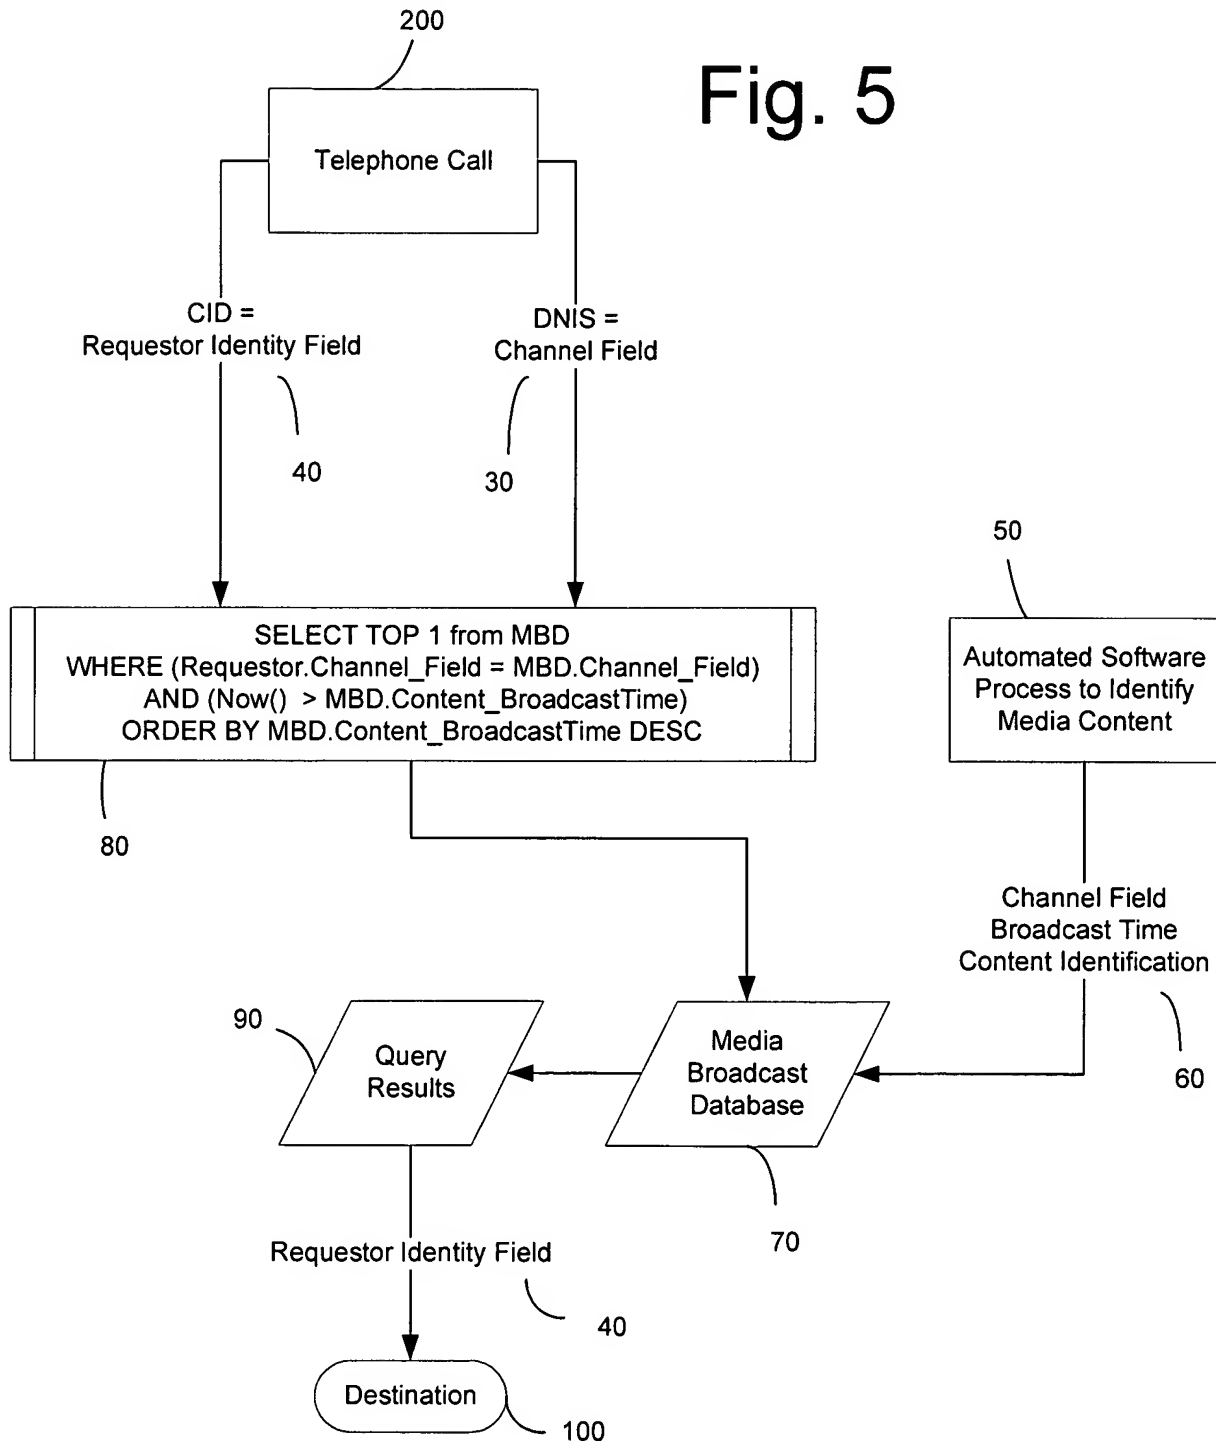 200
Fig. 5
Telephone Call
CID =
Requestor Identity Field
DNIS =
Channel Field
40
30
50
SELECT TOP 1 from MBD
WHERE (Requestor.Channel_Field = MBD.Channel_Field)
AND (Now() > MBD.Content_BroadcastTime)
ORDER BY MBD.Content_BroadcastTime DESC
Automated Software
Process to Identify
Media Content
80
Channel Field
Broadcast Time
Content Identification
90
Query
Results
Media
Broadcast
Database
60
70
Requestor Identity Field
40
Destination
100